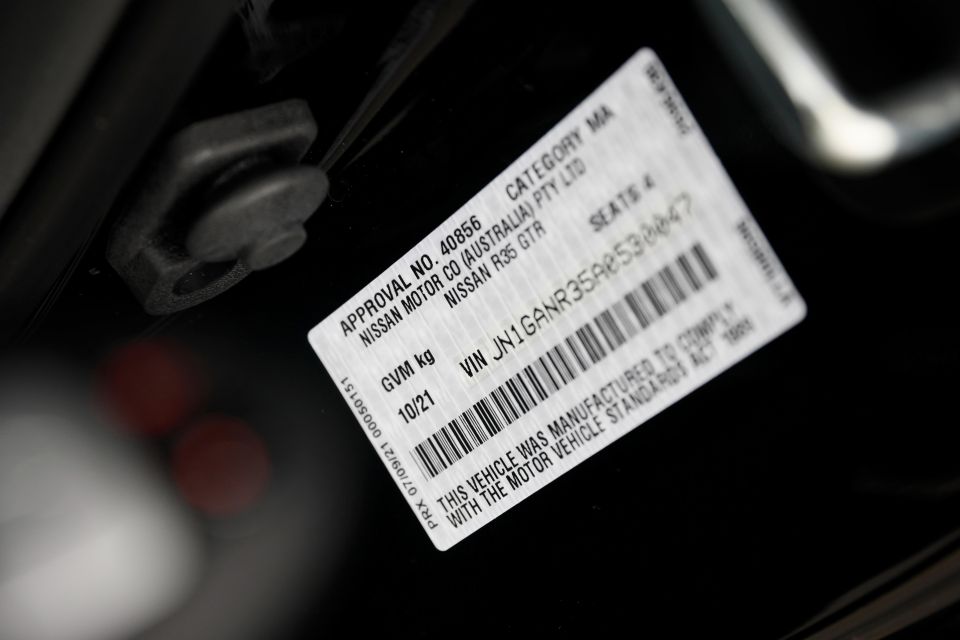 APPROVAL NO. 40856 CATEGORY MA
NISSAN MOTOR CO (AUSTRALIA) PTY LTD
NISSAN R35 GTR
SEATS 4
GVM kg
VIN JN1GANR35A0530047
10/21
THIS VEHICLE WAS MANUFACTURED TO COMPLY
WITH THE MOTOR VEHICLE STANDARDS ACT 1989
PRX 07/09/21 00050151